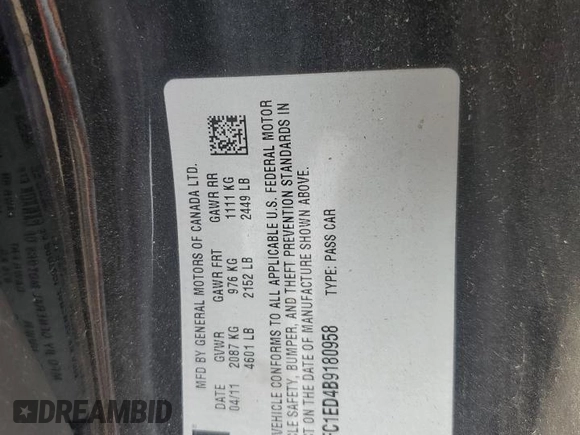 MFD BY GENERAL MOTORS OF CANADA LTD.
DATE GVWR GAWR FRT GAWR RR
04/11 2087 KG 976 KG 1111 KG
4601 LB 2152 LB 2449 LB
VEHICLE CONFORMS TO ALL APPLICABLE U.S. FEDERAL MOTOR
LE SAFETY, BUMPER, AND THEFT PREVENTION STANDARDS IN
T ON THE DATE OF MANUFACTURE SHOWN ABOVE.
FC1ED4B9180958 TYPE: PASS CAR
DREAMBID